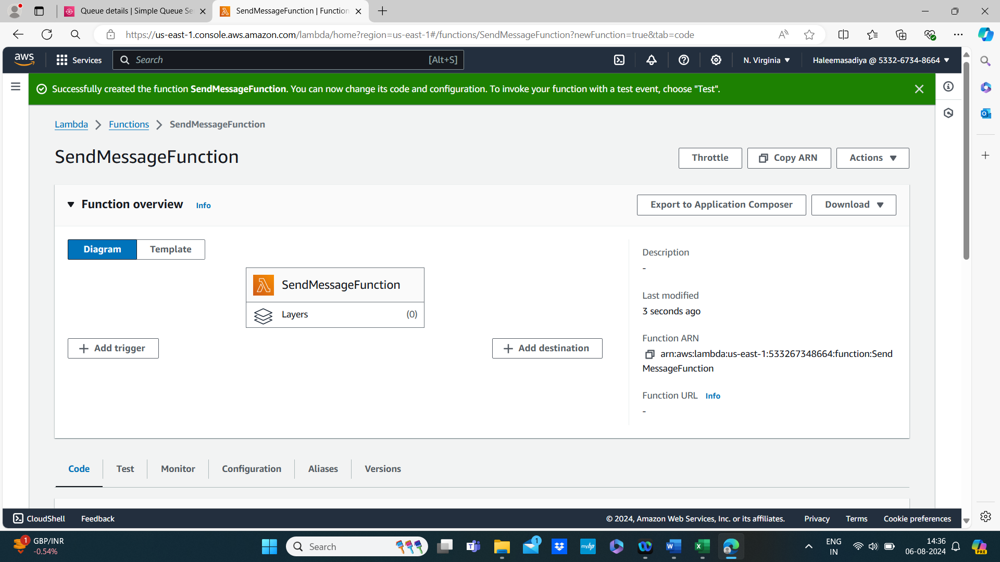 Queue details | Simple Queue Se
SendMessageFunction | Function
https://us-east-1.console.aws.amazon.com/lambda/home?region=us-east-1#/functions/SendMessageFunction?newFunction=true&tab=code
aws
Services
Search
[Alt+S]
N. Virginia
Haleemasadiya @ 5332-6734-8664
Successfully created the function SendMessageFunction. You can now change its code and configuration. To invoke your function with a test event, choose "Test".
Lambda
Functions
SendMessageFunction
SendMessageFunction
Throttle
Copy ARN
Actions
Function overview
Info
Export to Application Composer
Download
Diagram
Template
SendMessageFunction
Layers
(0)
Add trigger
Add destination
Description
-
Last modified
3 seconds ago
Function ARN
arn:aws:lambda:us-east-1:533267348664:function:Send
MessageFunction
Function URL
Info
-
Code
Test
Monitor
Configuration
Aliases
Versions
CloudShell
Feedback
© 2024, Amazon Web Services, Inc. or its affiliates.
Privacy
Terms
Cookie preferences
1
GBP/INR
-0.54%
Search
1
myhp
ENG
IN
14:36
06-08-2024
PRE